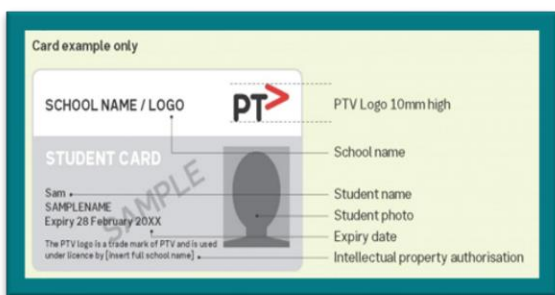 Card example only
SCHOOL NAME / LOGO
PT>
PTV Logo 10mm high
School name
STUDENT CARD
SAMPLE
Sam
SAMPLENAME
Expiry 28 February 20XX
The PTV logo is a trade mark of PTV and is used
under licence by [insert full school name]
Student name
Student photo
Expiry date
Intellectual property authorisation